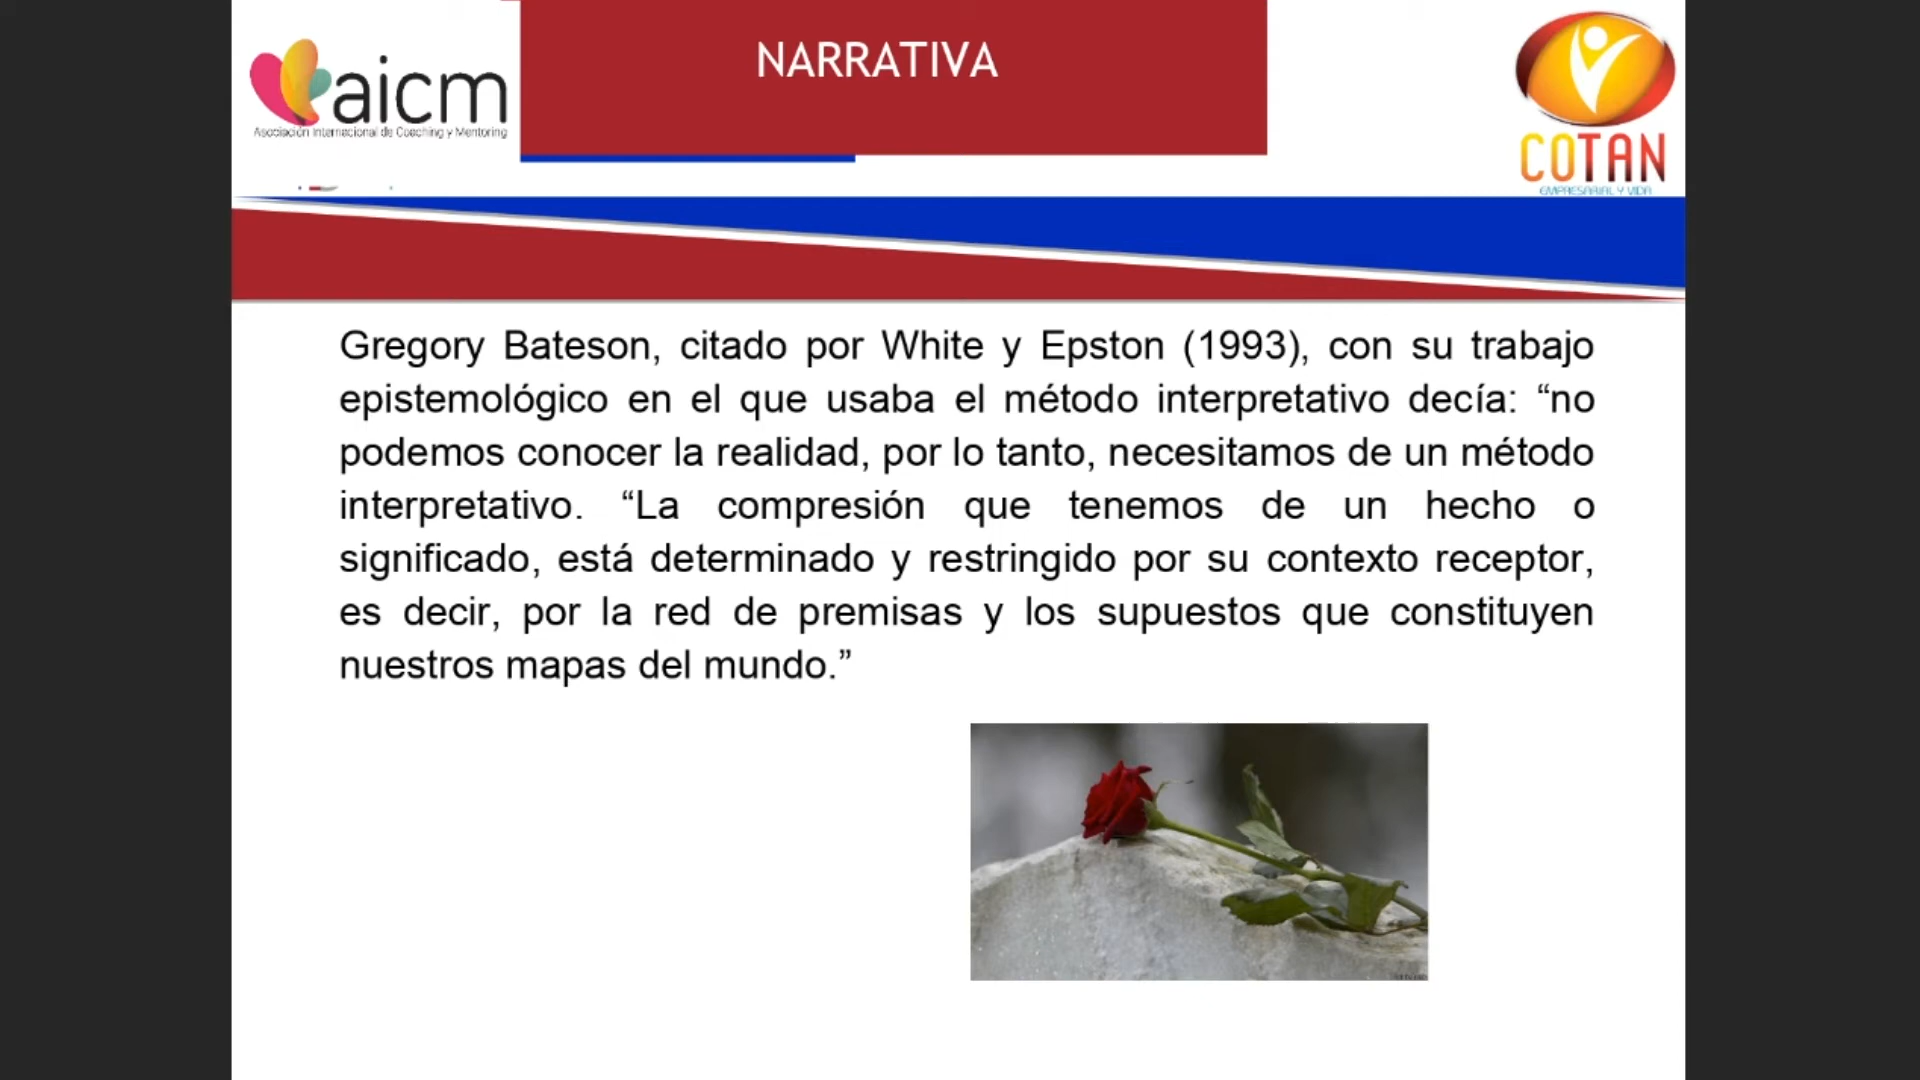 NARRATIVA
aicm
Asociación Internacional de Coaching y Mentoring
COTAN
EMPRESARIAL Y VIDA
Gregory Bateson, citado por White y Epston (1993), con su trabajo
epistemológico en el que usaba el método interpretativo decía: “no
podemos conocer la realidad, por lo tanto, necesitamos de un método
interpretativo. “La compresión que tenemos de un hecho o
significado, está determinado y restringido por su contexto receptor,
es decir, por la red de premisas y los supuestos que constituyen
nuestros mapas del mundo.”